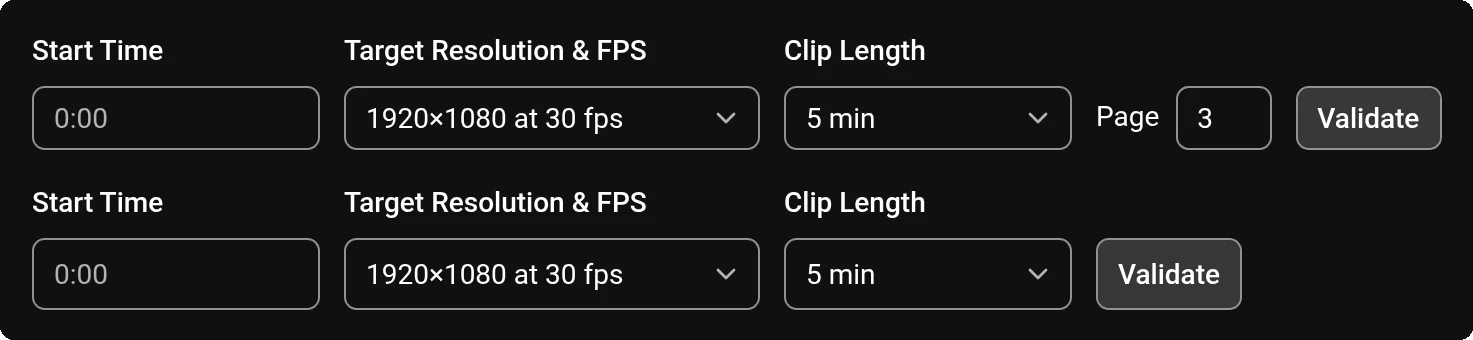 Start Time Target Resolution & FPS Clip Length
0:00 1920×1080 at 30 fps 5 min Page 3 Validate
Start Time Target Resolution & FPS Clip Length
0:00 1920×1080 at 30 fps 5 min Validate